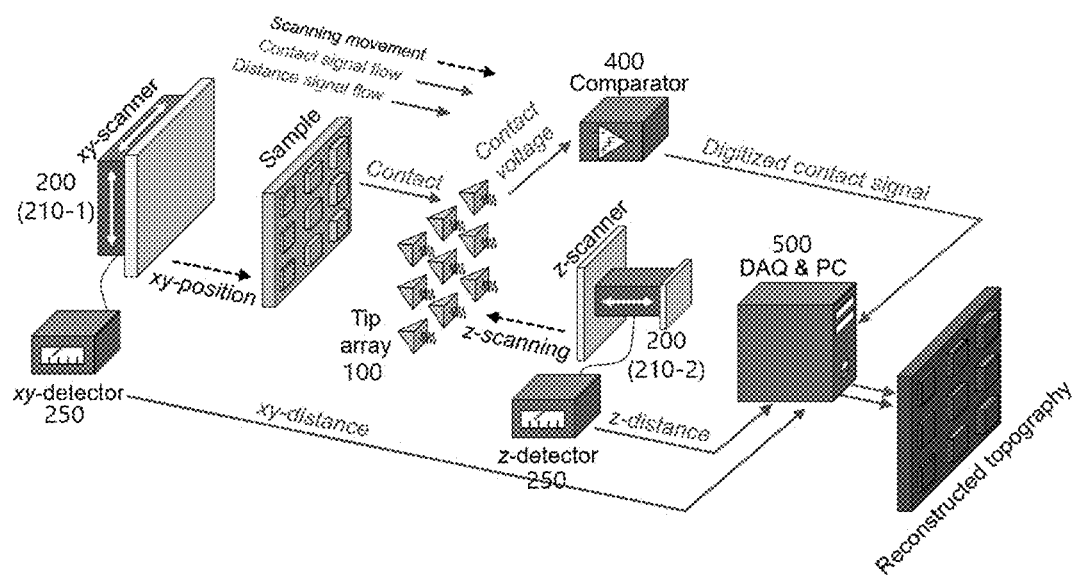 Scanning movement
Contact signal flow
Distance signal flow
400
Comparator
xy-scanner
Sample
Contact
Contact
voltage
Digitized contact signal
200
(210-1)
xy-position
z-scanner
500
DAQ & PC
Tip
array
100
z-scanning
200
(210-2)
xy-detector
250
xy-distance
z-distance
z-detector
250
Reconstructed topography